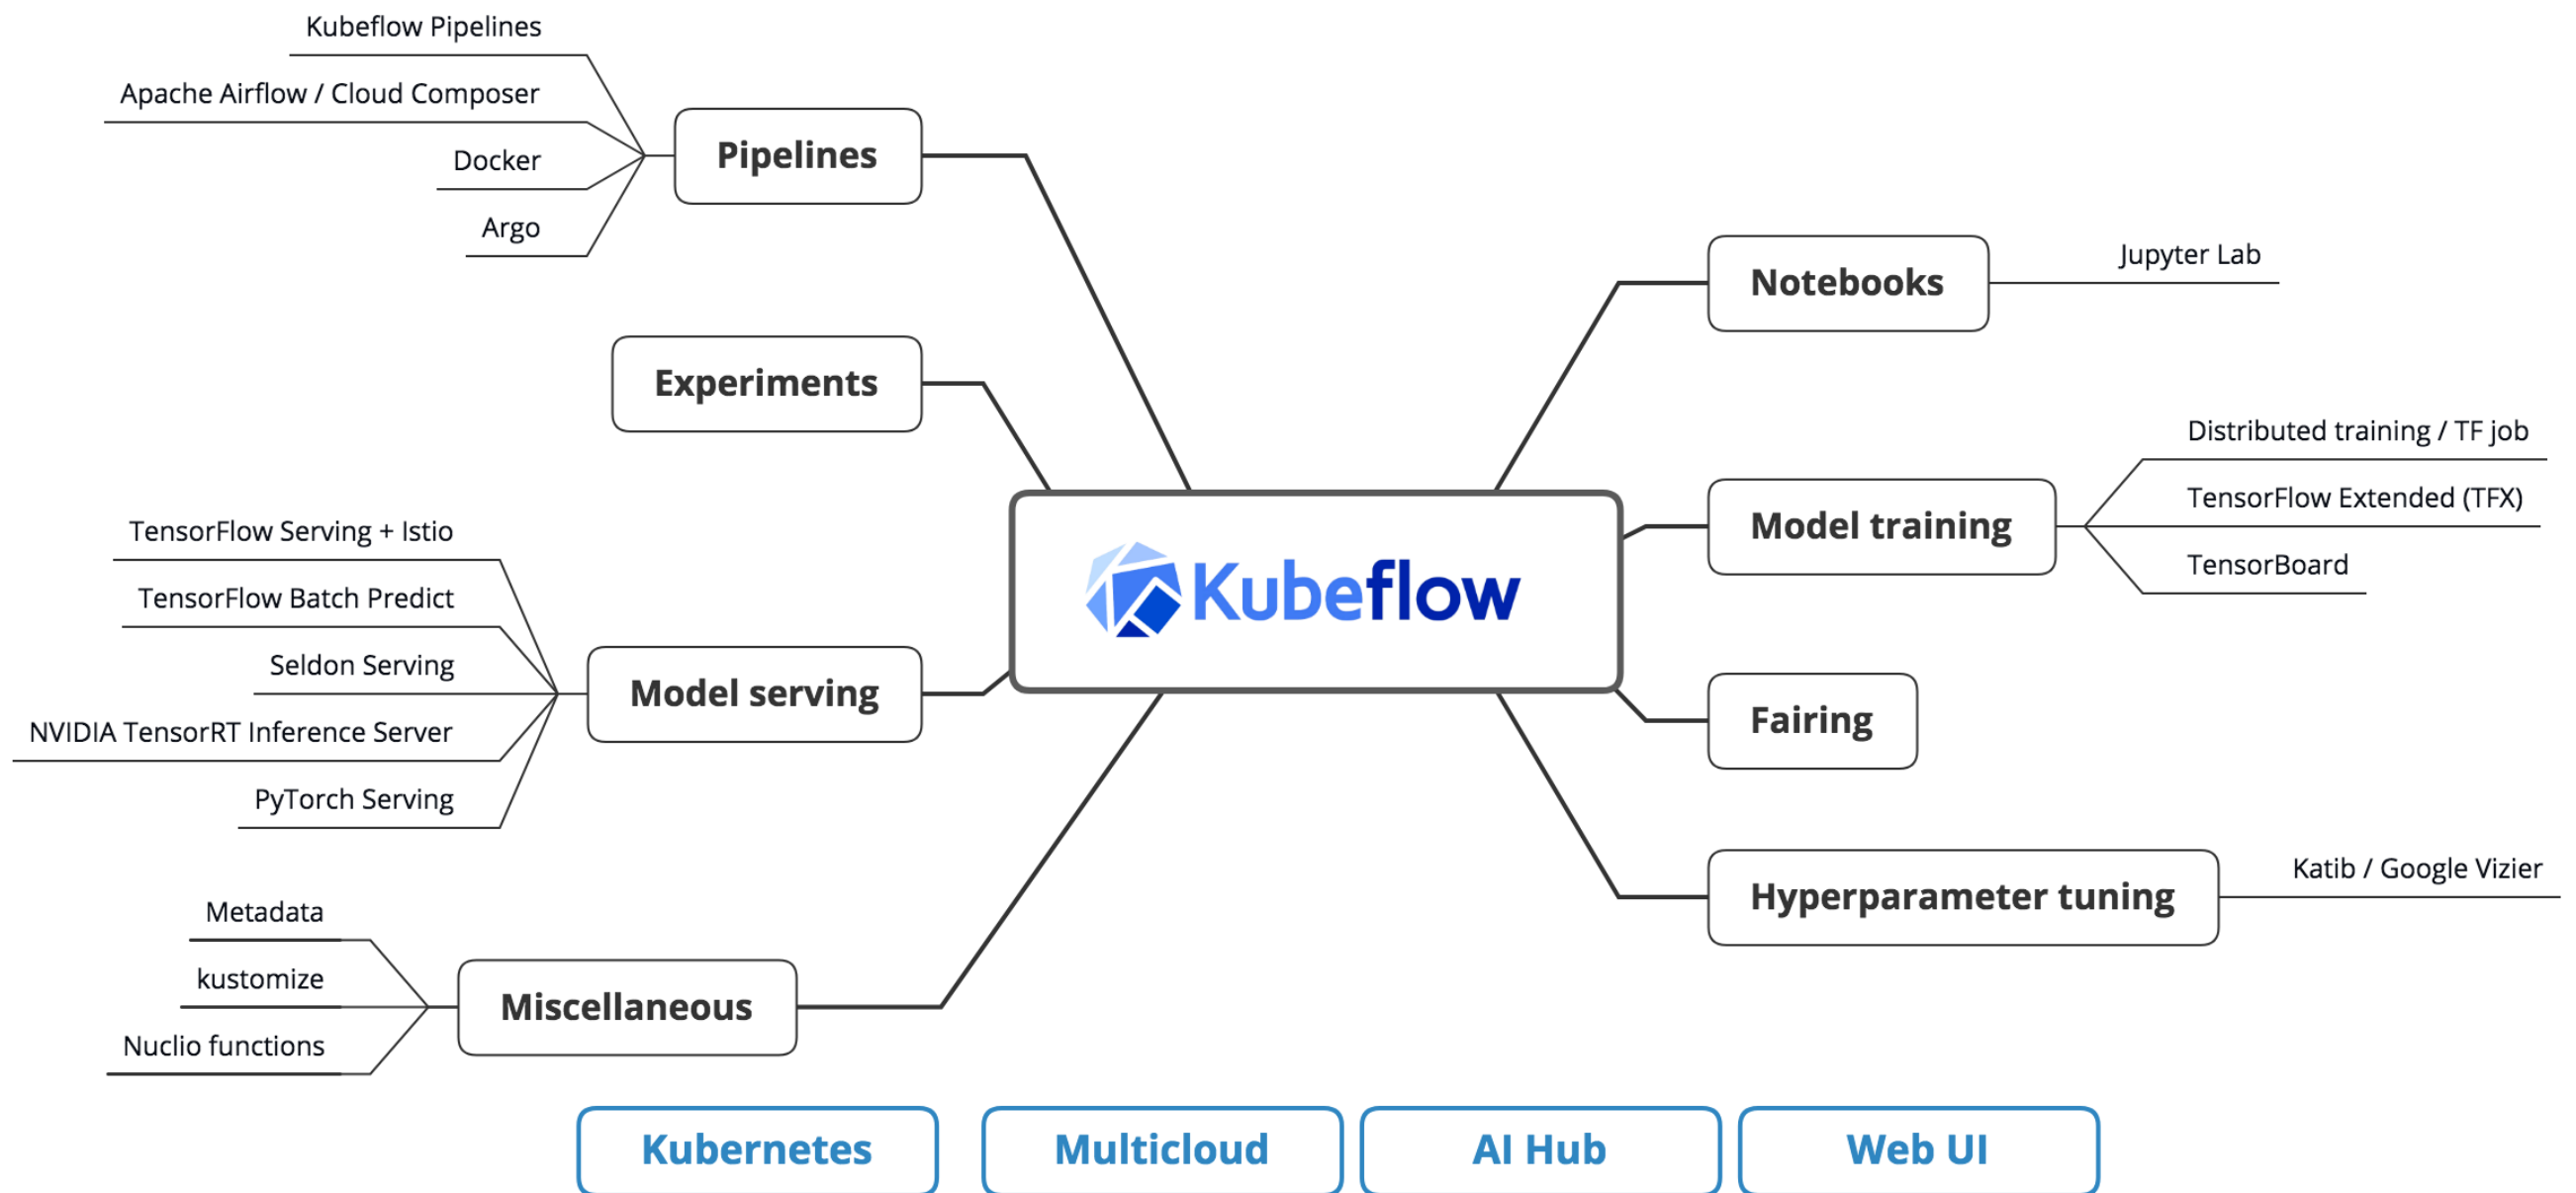 Kubeflow Pipelines
Apache Airflow / Cloud Composer
Docker
Argo
Pipelines
Experiments
TensorFlow Serving + Istio
TensorFlow Batch Predict
Seldon Serving
NVIDIA TensorRT Inference Server
PyTorch Serving
Model serving
Metadata
kustomize
Nuclio functions
Miscellaneous
Kubeflow
Notebooks
Jupyter Lab
Model training
Distributed training / TF job
TensorFlow Extended (TFX)
TensorBoard
Fairing
Hyperparameter tuning
Katib / Google Vizier
Kubernetes
Multicloud
AI Hub
Web UI